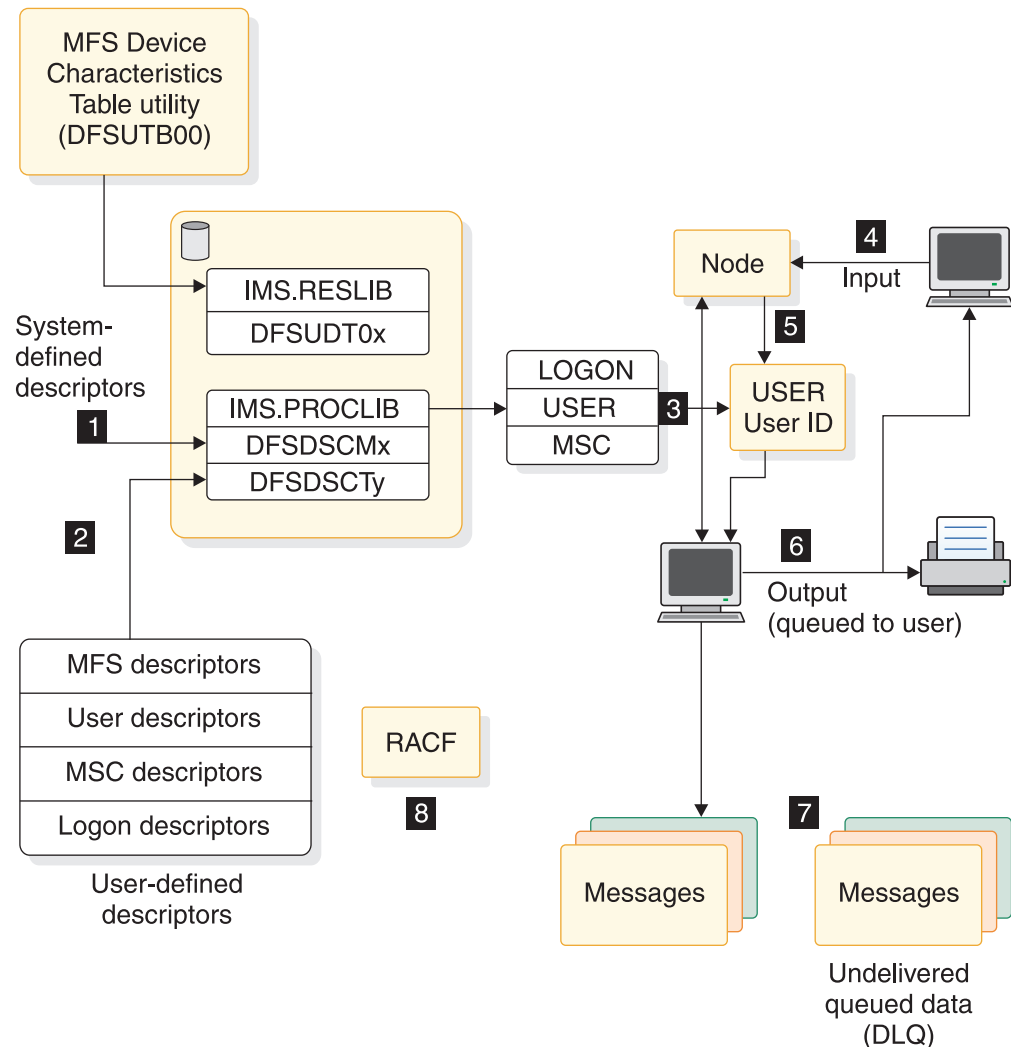 MFS Device
Characteristics
Table utility
(DFSUTB00)
IMS.RESLIB
DFSUDT0x
System-
defined
descriptors
1
IMS.PROCLIB
DFSDSCMx
DFSDSCTy
2
LOGON
USER
MSC
3
Node
4
Input
5
USER
User ID
6
Output
(queued to user)
MFS descriptors
User descriptors
MSC descriptors
Logon descriptors
User-defined
descriptors
RACF
8
Messages
7
Messages
Undelivered
queued data
(DLQ)